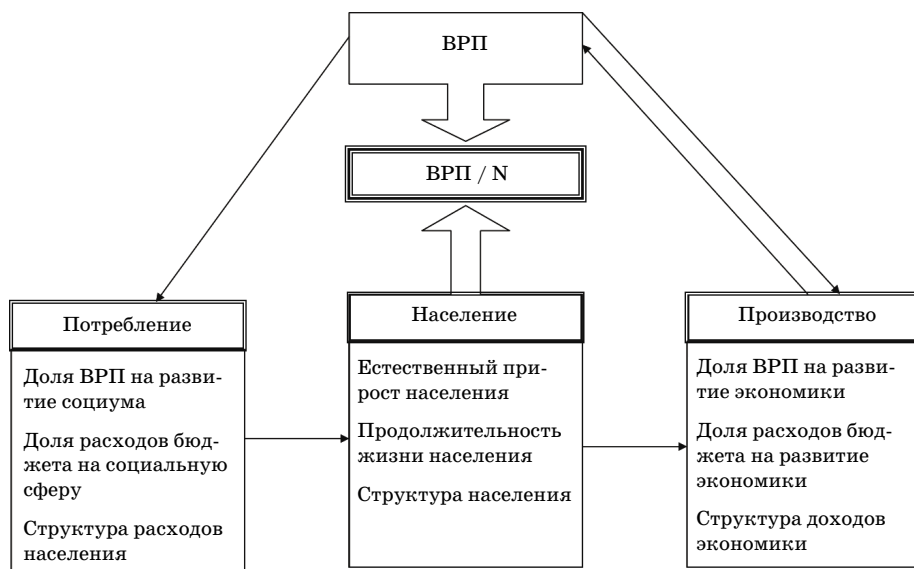 ВРП
ВРП / N
Потребление
Доля ВРП на разви-
тие социума
Доля расходов бюд-
жета на социальную
сферу
Структура расходов
населения
Население
Естественный при-
рост населения
Продолжительность
жизни населения
Структура населения
Производство
Доля ВРП на разви-
тие экономики
Доля расходов бюд-
жета на развитие
экономики
Структура доходов
экономики